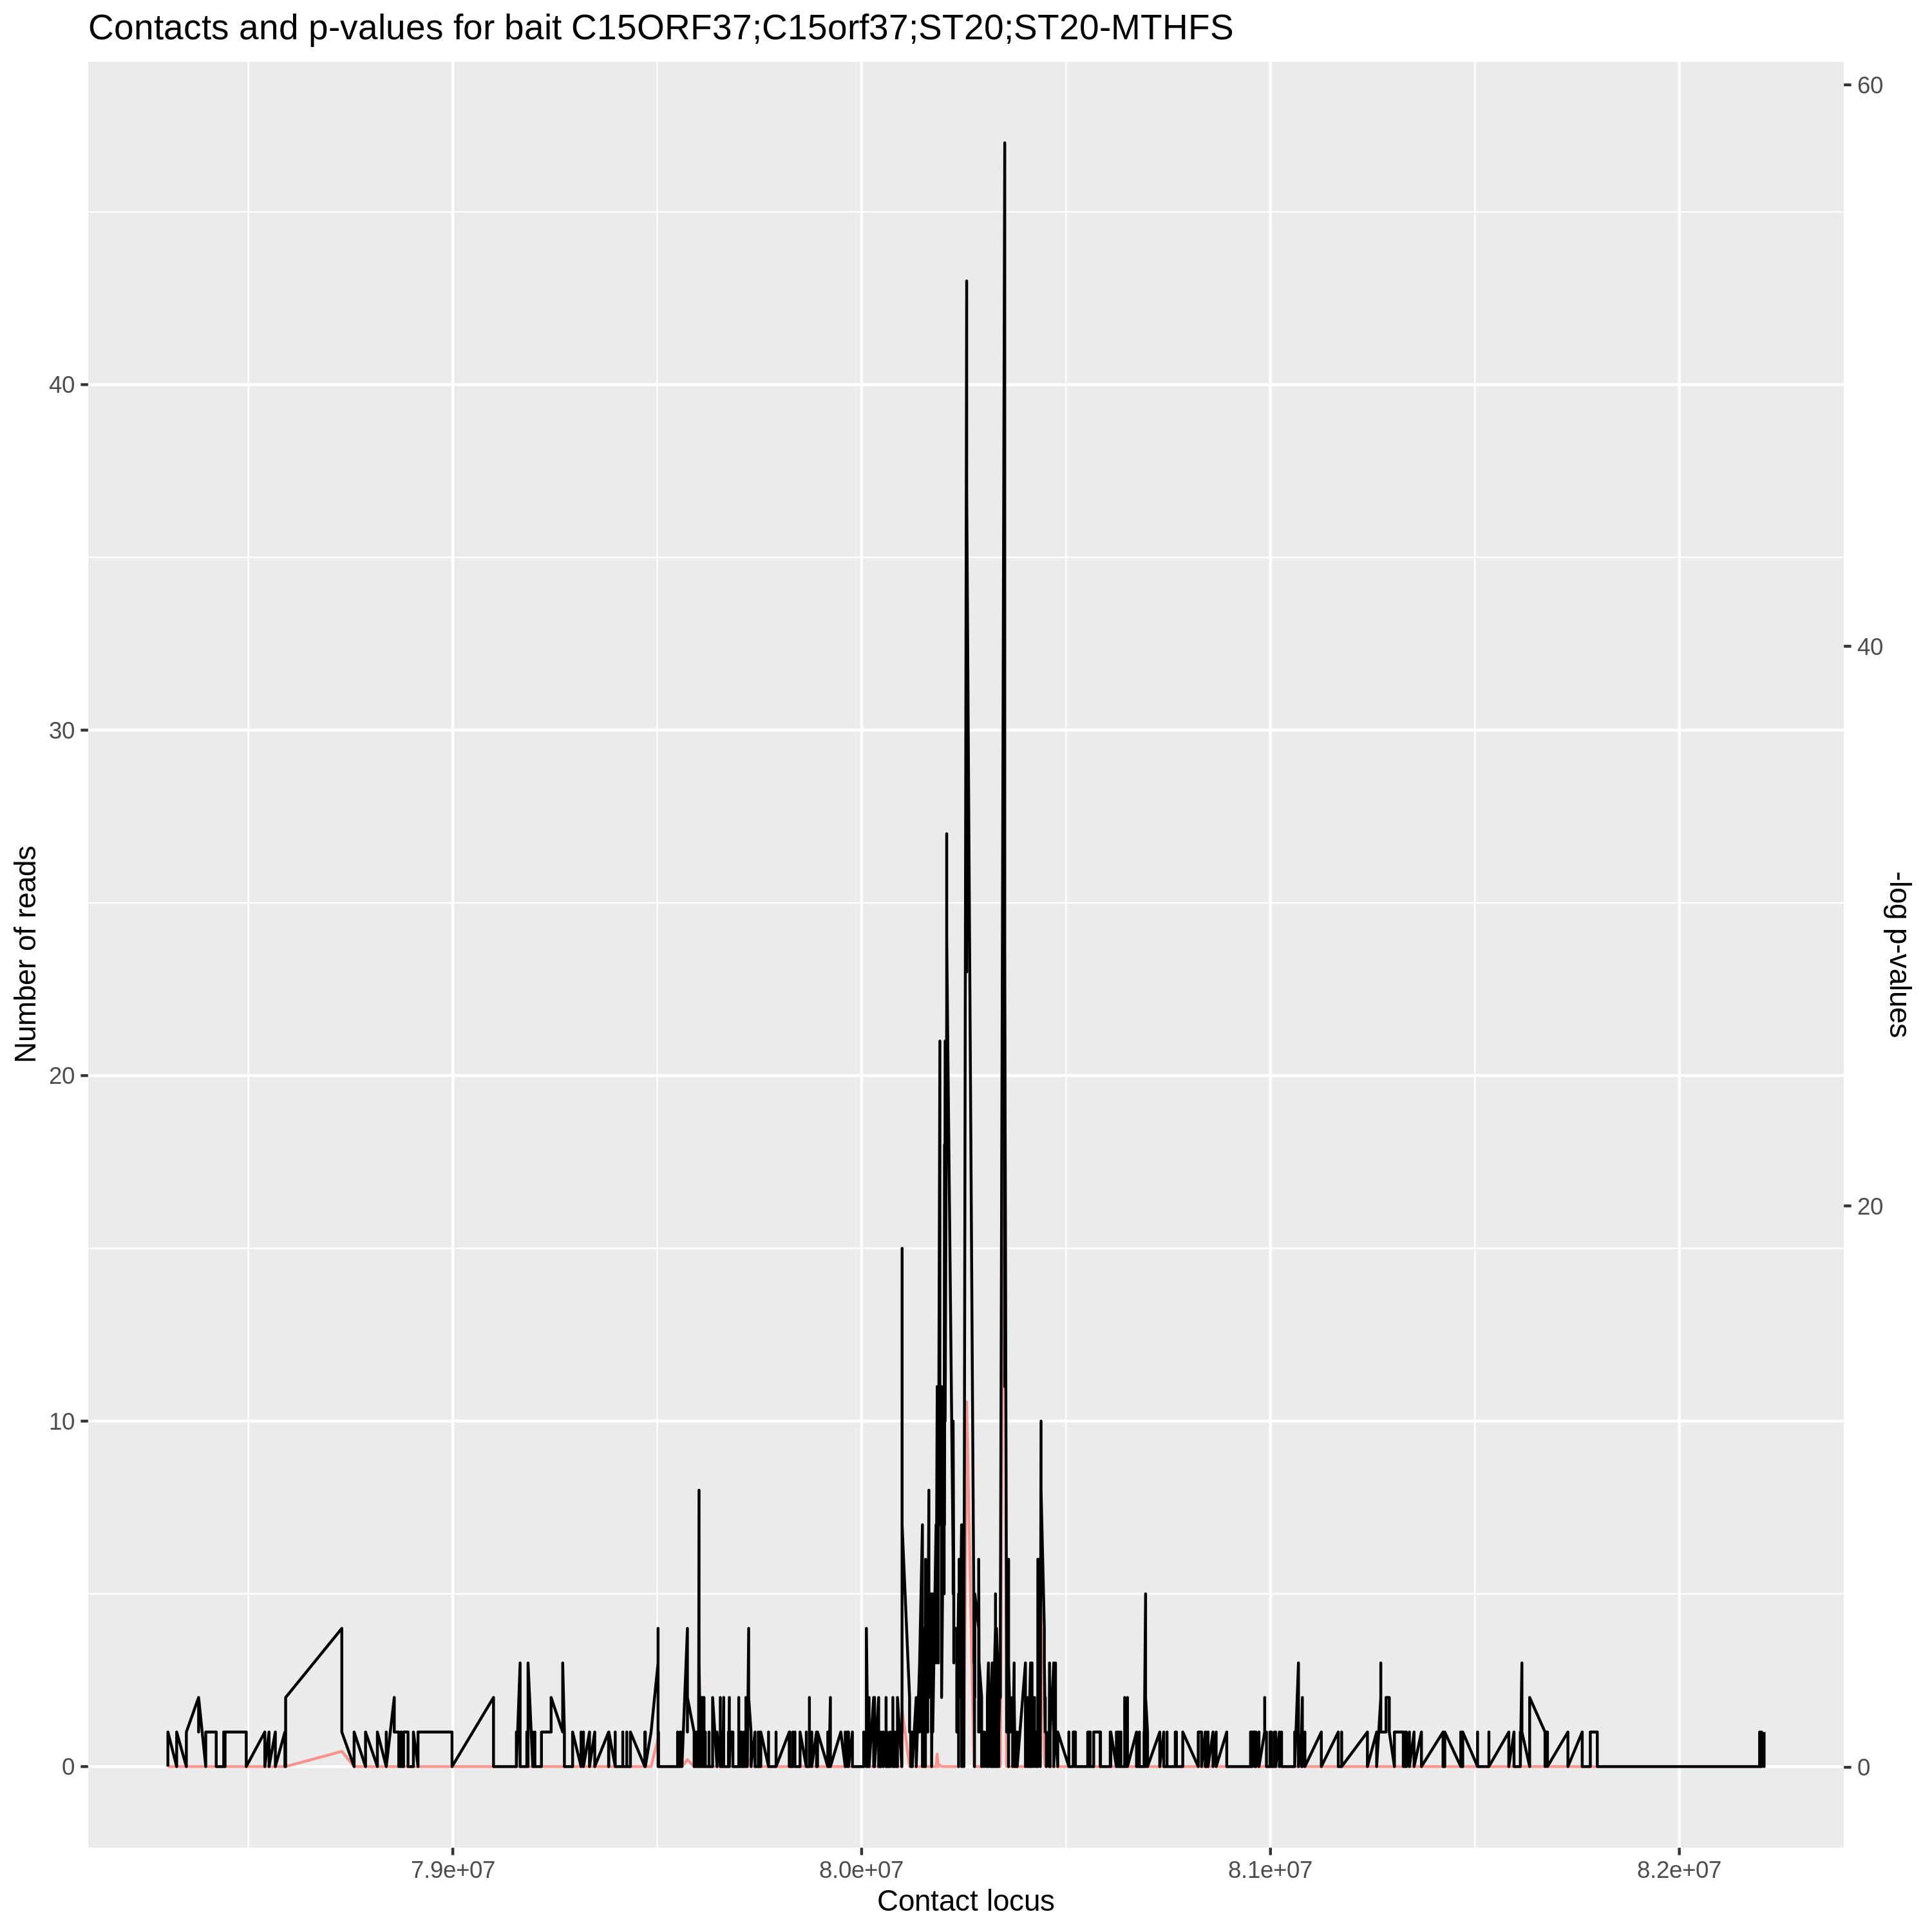 Contacts and p-values for bait C15ORF37;C15orf37;ST20;ST20-MTHFS
60
40
40
30
Number of reads
-log p-values
20
20
10
0
0
7.9e+07
8.0e+07
8.1e+07
8.2e+07
Contact locus